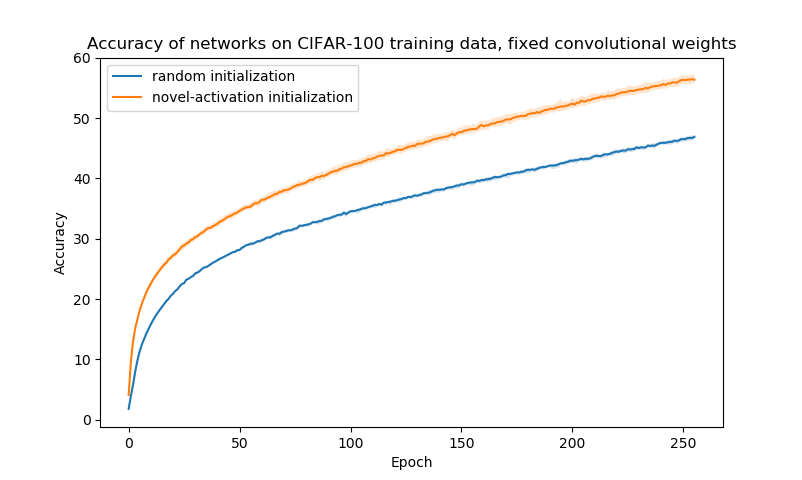 Accuracy of networks on CIFAR-100 training data, fixed convolutional weights
random initialization
novel-activation initialization
Accuracy
60
50
40
30
20
10
0
0 50 100 150 200 250
Epoch